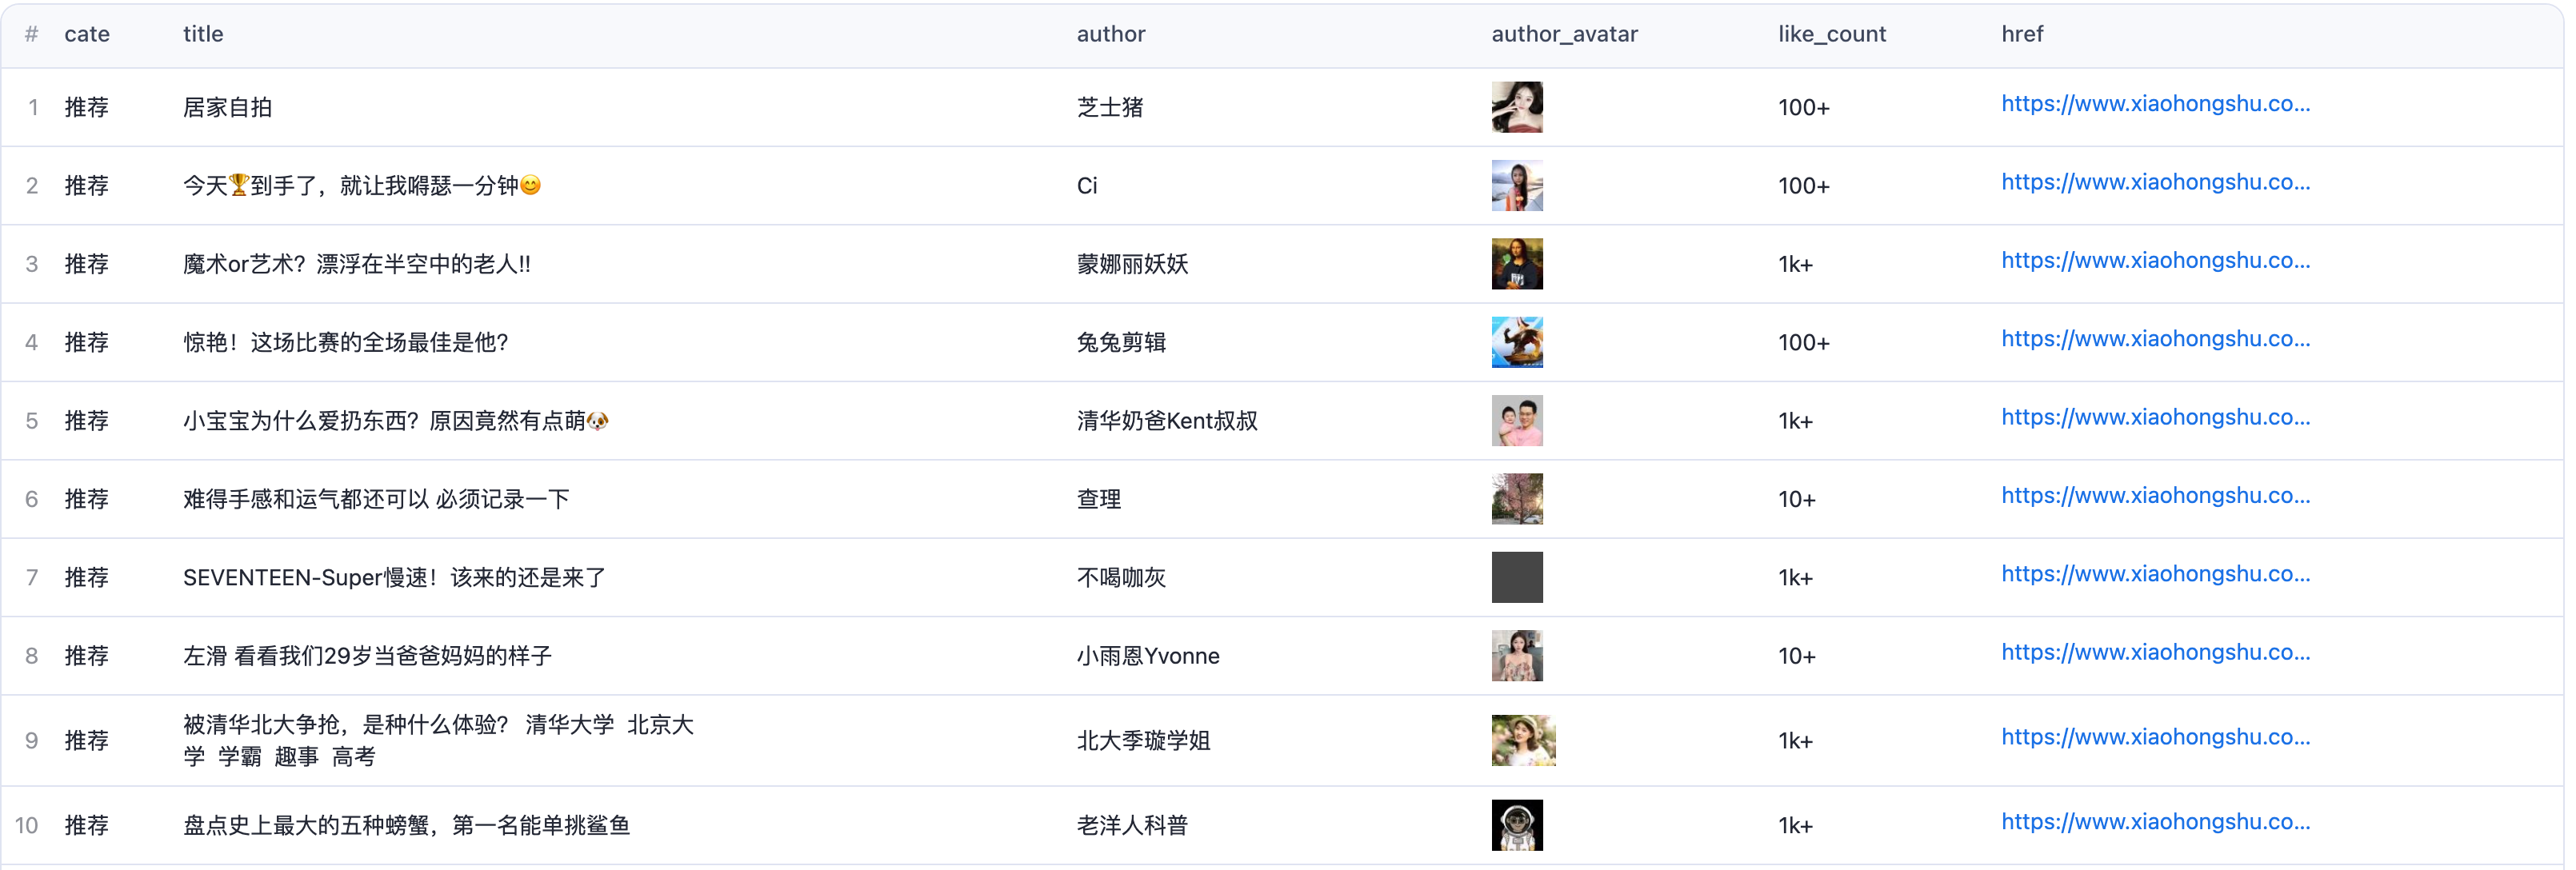 # cate title author author_avatar like_count href
1 推荐 居家自拍 芝士猪 100+ https://www.xiaohongshu.co...
2 推荐 今天🏆到手了，就让我嘚瑟一分钟😊 Ci 100+ https://www.xiaohongshu.co...
3 推荐 魔术or艺术？漂浮在半空中的老人!! 蒙娜丽妖妖 1k+ https://www.xiaohongshu.co...
4 推荐 惊艳！这场比赛的全场最佳是他? 兔兔剪辑 100+ https://www.xiaohongshu.co...
5 推荐 小宝宝为什么爱扔东西？原因竟然有点萌🐶 清华奶爸Kent叔叔 1k+ https://www.xiaohongshu.co...
6 推荐 难得手感和运气都还可以 必须记录一下 查理 10+ https://www.xiaohongshu.co...
7 推荐 SEVENTEEN-Super慢速！该来的还是来了 不喝咖灰 1k+ https://www.xiaohongshu.co...
8 推荐 左滑 看看我们29岁当爸爸妈妈的样子 小雨恩Yvonne 10+ https://www.xiaohongshu.co...
9 推荐 被清华北大争抢，是种什么体验？ 清华大学 北京大
学 学霸 趣事 高考 北大季璇学姐 1k+ https://www.xiaohongshu.co...
10 推荐 盘点史上最大的五种螃蟹，第一名能单挑鲨鱼 老洋人科普 1k+ https://www.xiaohongshu.co...